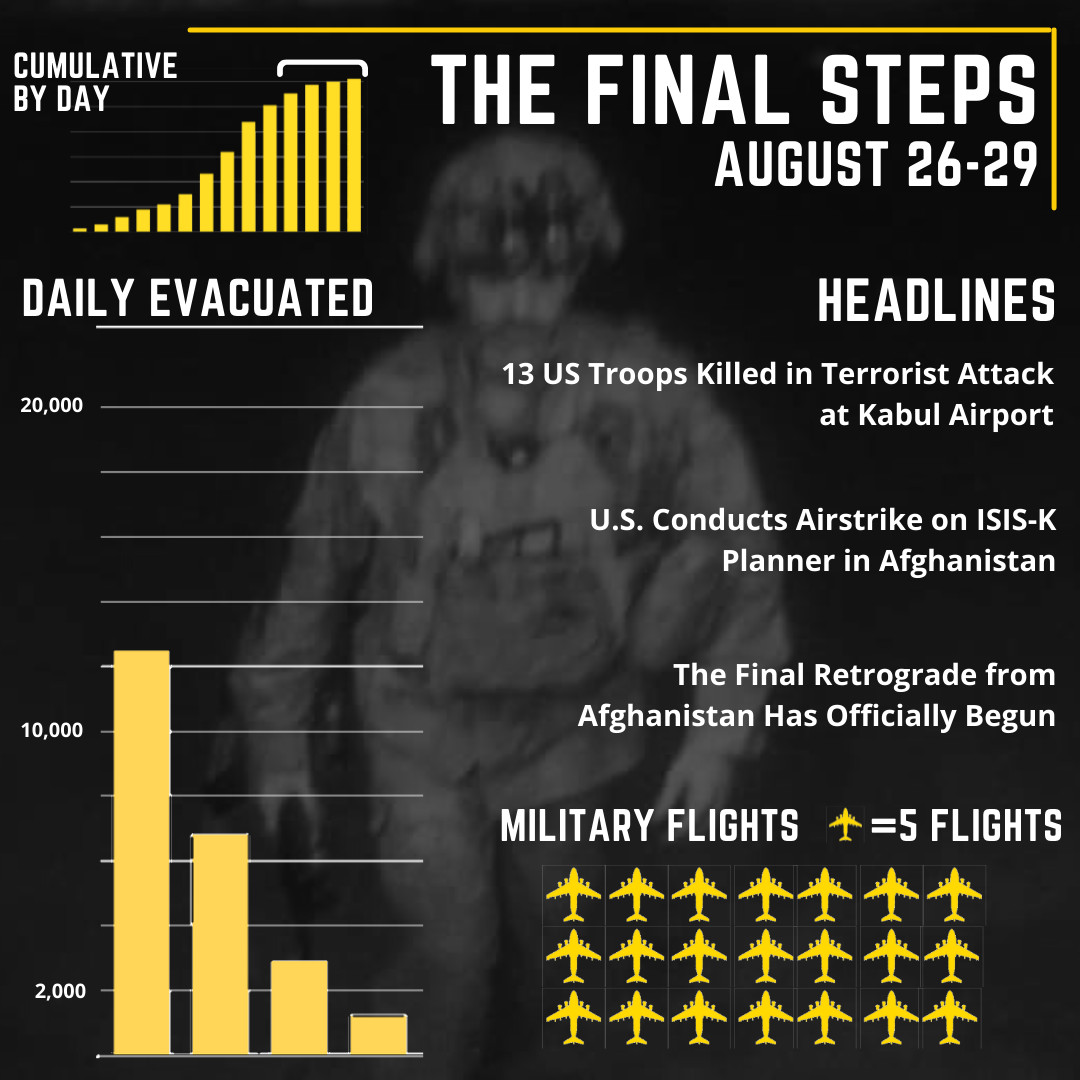 CUMULATIVE
BY DAY
THE FINAL STEPS
AUGUST 26-29
DAILY EVACUATED
20,000
10,000
2,000
HEADLINES
13 US Troops Killed in Terrorist Attack
at Kabul Airport
U.S. Conducts Airstrike on ISIS-K
Planner in Afghanistan
The Final Retrograde from
Afghanistan Has Officially Begun
MILITARY FLIGHTS =5 FLIGHTS